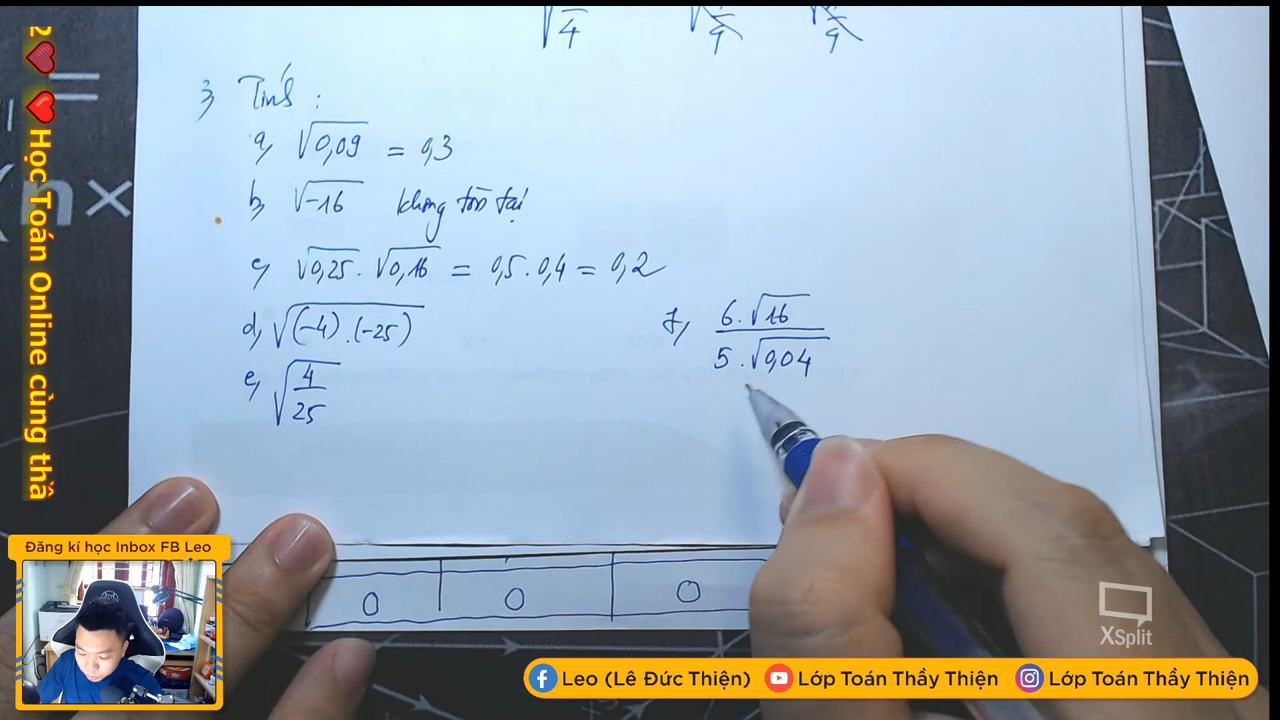 3, Tính :
a, √0,09 = 0,3
b, √-16 không tồn tại
c, √0,25 . √0,16 = 0,5 . 0,4 = 0,2
d, √(-4) . (-25)
e, √4/25
f, 6 . √16 / 5 . √0,04
0 0 0
2 ❤ ❤ Học Toán Online cùng thầ
Đăng kí học Inbox FB Leo
XSplit
Leo (Lê Đức Thiện) Lớp Toán Thầy Thiện Lớp Toán Thầy Thiện